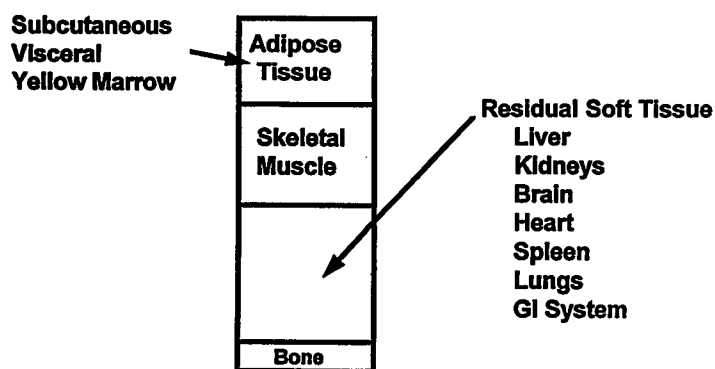 Subcutaneous
Visceral
Yellow Marrow
Adipose
Tissue
Skeletal
Muscle
Residual Soft Tissue
Liver
Kidneys
Brain
Heart
Spleen
Lungs
GI System
Bone